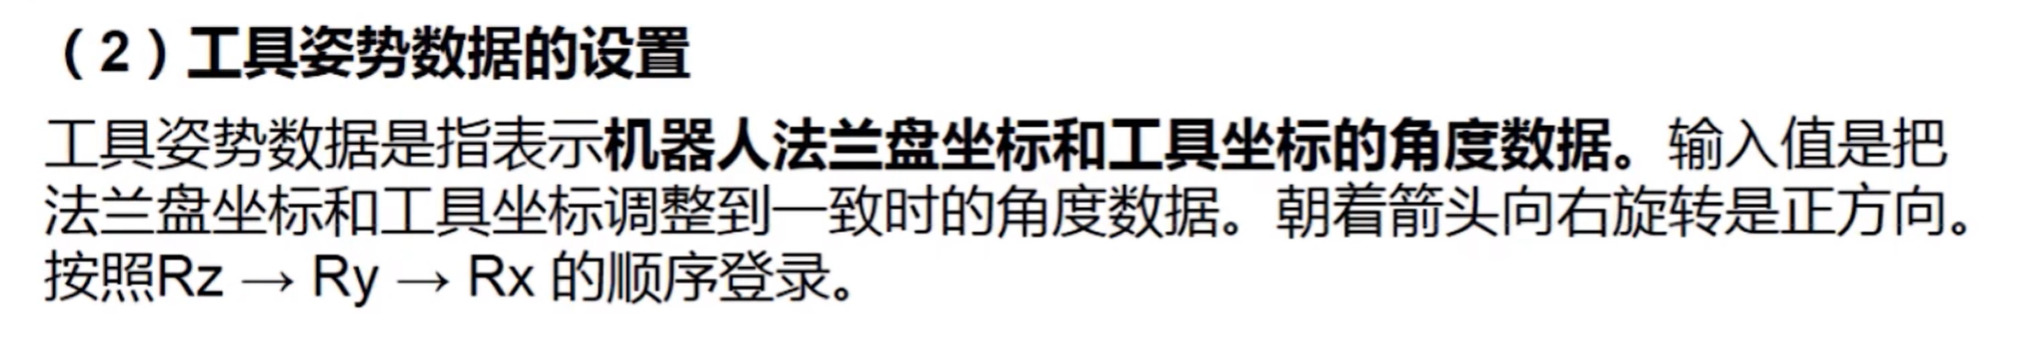 （2）工具姿势数据的设置
工具姿势数据是指表示机器人法兰盘坐标和工具坐标的角度数据。输入值是把
法兰盘坐标和工具坐标调整到一致时的角度数据。朝着箭头向右旋转是正方向。
按照Rz → Ry → Rx 的顺序登录。